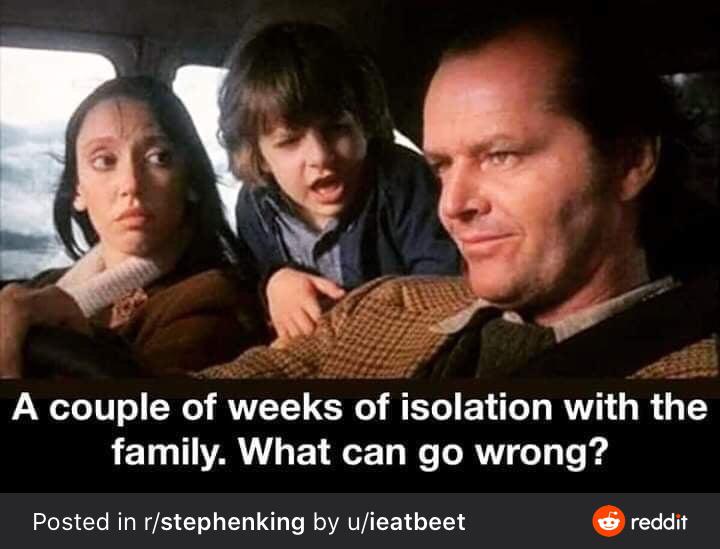 A couple of weeks of isolation with the
family. What can go wrong?
Posted in r/stephenking by u/ieatbeet
reddit